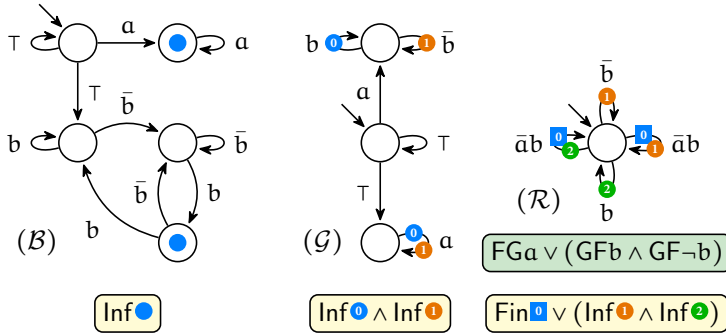 ⊤ a a b 0 1 b̄
⊤ b̄ a b̄
b b̄ ⊤ āb 0 2 0 1 āb
b̄ b ⊤ 2
b b
(B) (G) 0 1 a (R)
FGa ∨ (GFb ∧ GF¬b)
Inf● Inf0 ∧ Inf1 Fin0 ∨ (Inf1 ∧ Inf2)